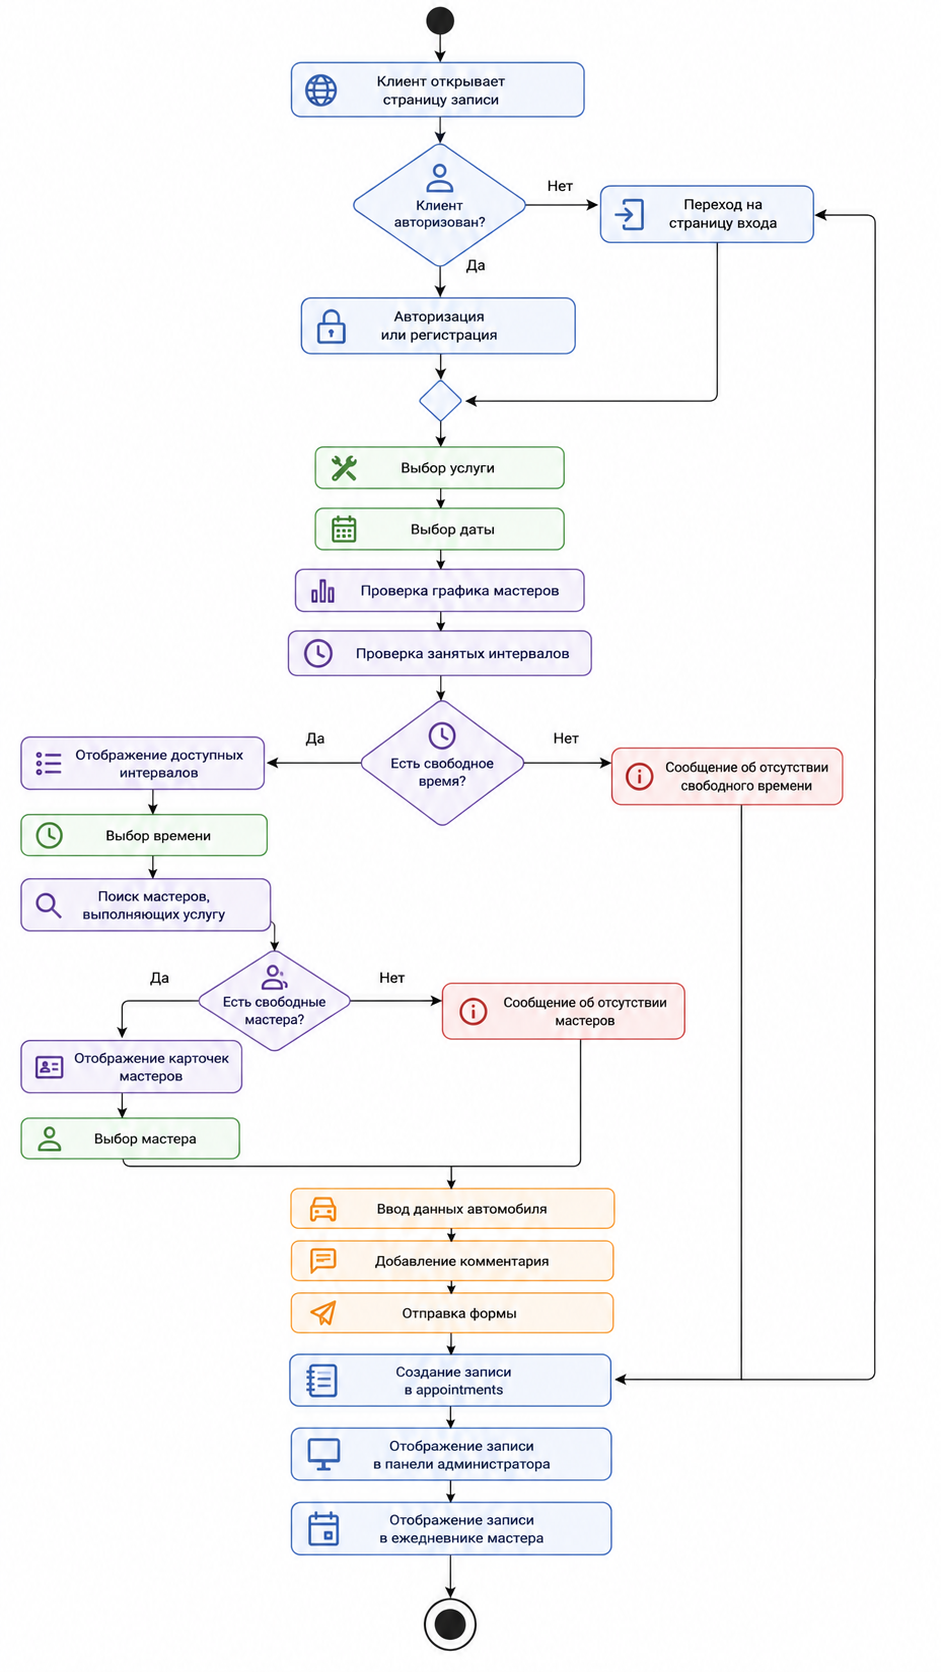 Клиент открывает
страницу записи
Клиент
авторизован?
Нет
Переход на
страницу входа
Да
Авторизация
или регистрация
Выбор услуги
Выбор даты
Проверка графика мастеров
Проверка занятых интервалов
Есть свободное
время?
Да
Нет
Отображение доступных
интервалов
Сообщение об отсутствии
свободного времени
Выбор времени
Поиск мастеров,
выполняющих услугу
Есть свободные
мастера?
Да
Нет
Сообщение об отсутствии
мастеров
Отображение карточек
мастеров
Выбор мастера
Ввод данных автомобиля
Добавление комментария
Отправка формы
Создание записи
в appointments
Отображение записи
в панели администратора
Отображение записи
в ежедневнике мастера